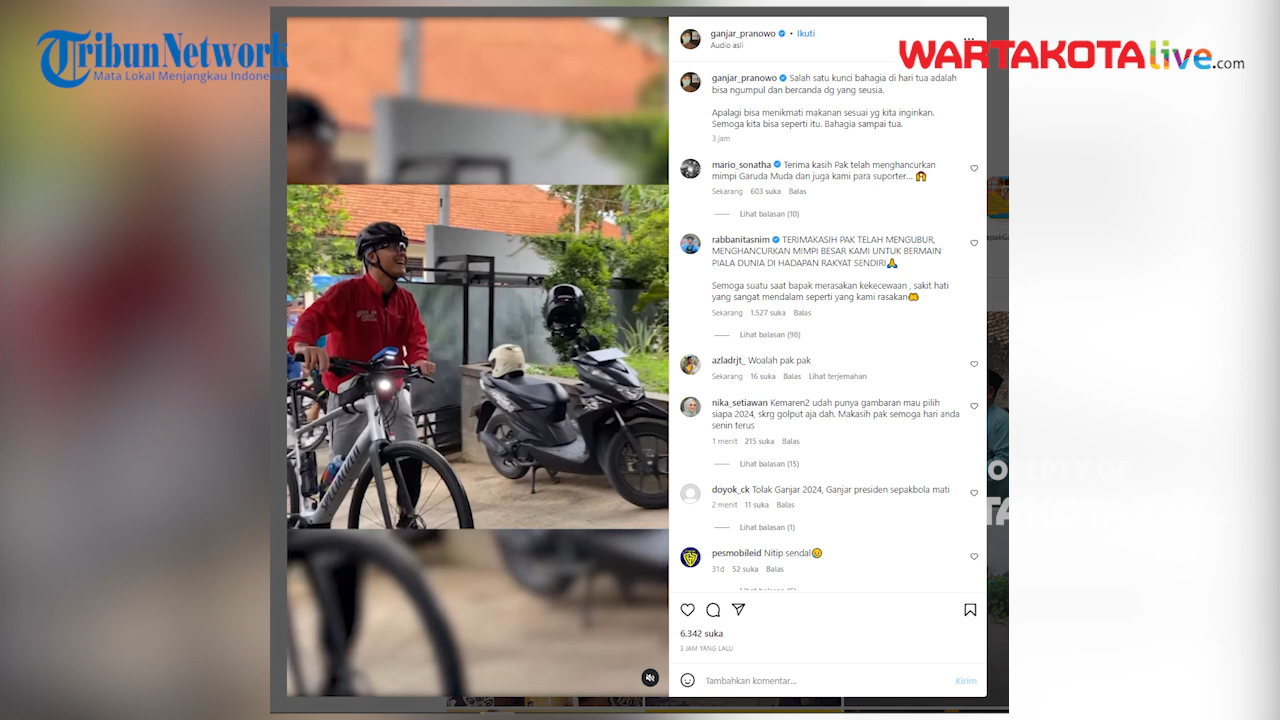 Tribun Network
Mata Lokal Menjangkau Indonesia
WARTAKOTAlive.com
ganjar_pranowo • Ikuti
Audio asli
ganjar_pranowo Salah satu kunci bahagia di hari tua adalah
bisa ngumpul dan bercanda dg yang seusia.
Apalagi bisa menikmati makanan sesuai yg kita inginkan.
Semoga kita bisa seperti itu. Bahagia sampai tua.
3 jam
mario_sonatha Terima kasih Pak telah menghancurkan
mimpi Garuda Muda dan juga kami para suporter... 🙌
Sekarang 603 suka Balas
Lihat balasan (10)
rabbanitasnim TERIMAKASIH PAK TELAH MENGUBUR,
MENGHANCURKAN MIMPI BESAR KAMI UNTUK BERMAIN
PIALA DUNIA DI HADAPAN RAKYAT SENDIRI🙏
Semoga suatu saat bapak merasakan kekecewaan , sakit hati
yang sangat mendalam seperti yang kami rasakan🤲
Sekarang 1.527 suka Balas
Lihat balasan (98)
azladrjt_ Woalah pak pak
Sekarang 16 suka Balas Lihat terjemahan
nika_setiawan Kemaren2 udah punya gambaran mau pilih
siapa 2024, skrg golput aja dah. Makasih pak semoga hari anda
senin terus
1 menit 215 suka Balas
Lihat balasan (15)
doyok_ck Tolak Ganjar 2024, Ganjar presiden sepakbola mati
2 menit 11 suka Balas
Lihat balasan (1)
pesmobileid Nitip sendal😥
31d 52 suka Balas
6.342 suka
3 JAM YANG LALU
Tambahkan komentar...
Kirim